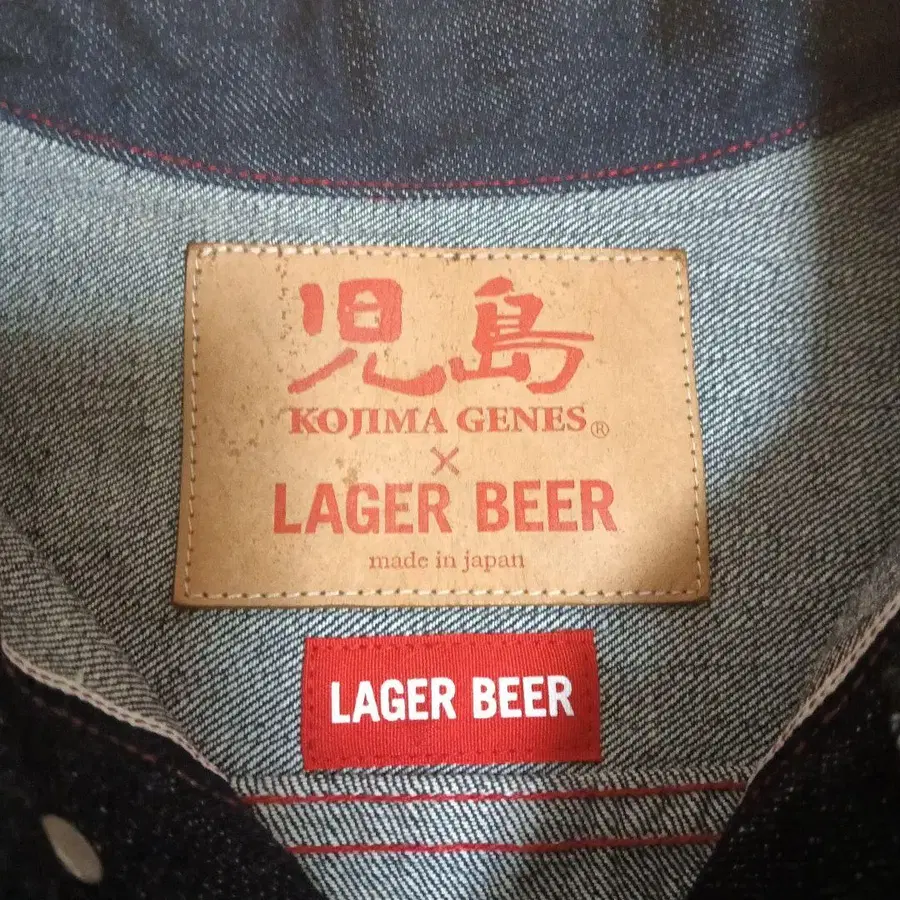 児島
KOJIMA GENES®
×
LAGER BEER
made in japan
LAGER BEER